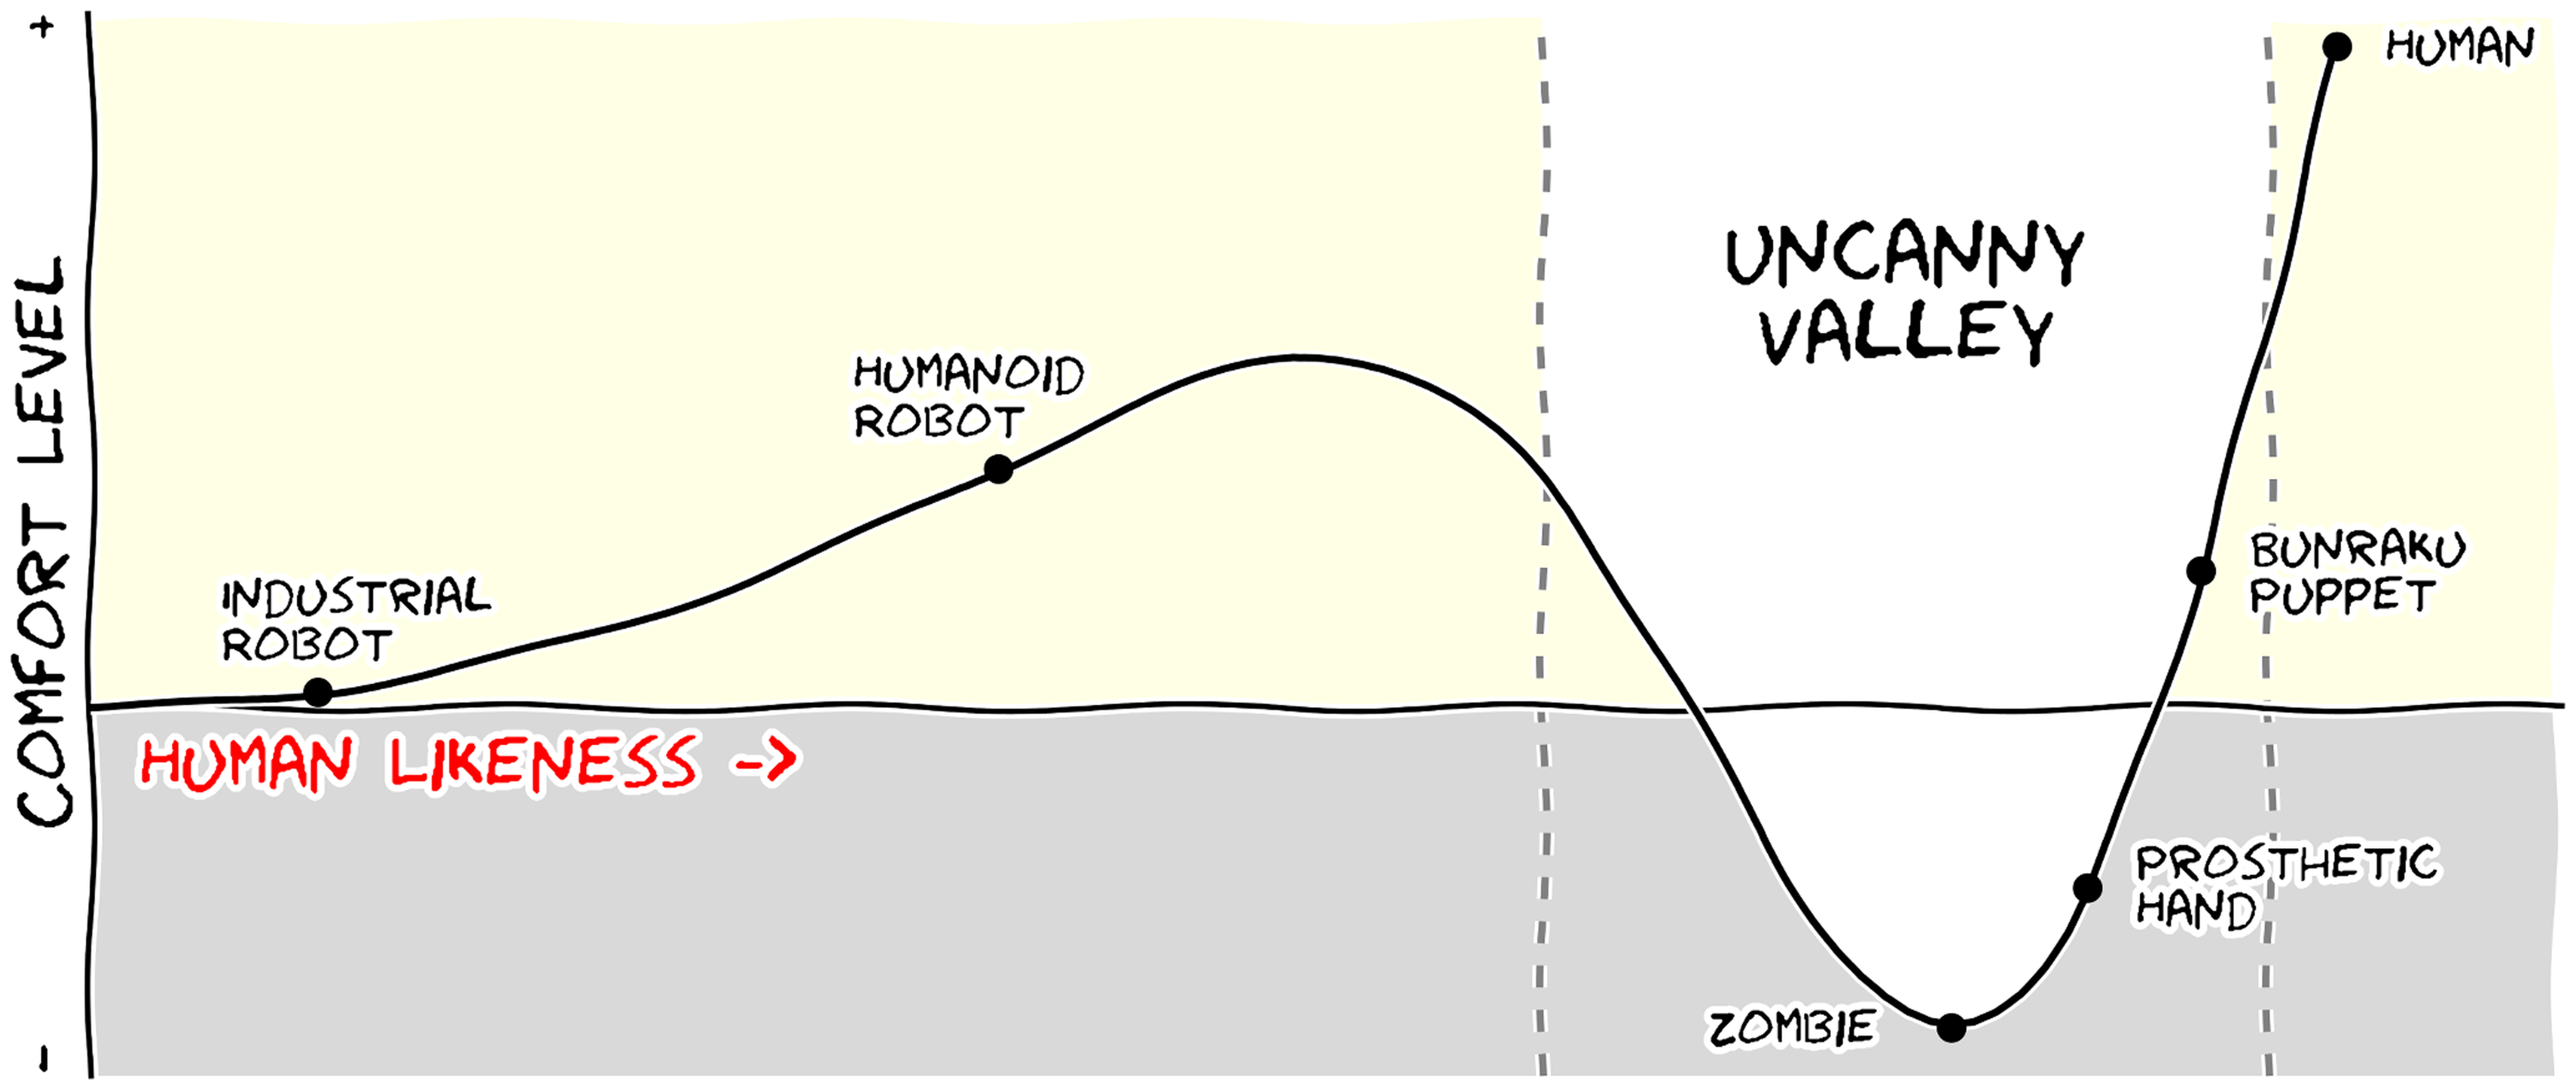 +
COMFORT LEVEL
-
INDUSTRIAL
ROBOT
HUMAN LIKENESS ->
HUMANOID
ROBOT
UNCANNY
VALLEY
HUMAN
BUNRAKU
PUPPET
PROSTHETIC
HAND
ZOMBIE